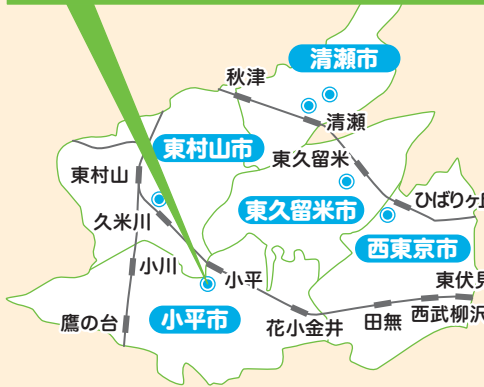 清瀬市
秋津
清瀬
東村山市
東久留米
東村山
ひばりヶ丘
久米川
東久留米市
西東京市
小川
小平
東伏見
鷹の台
小平市
花小金井
田無
西武柳沢